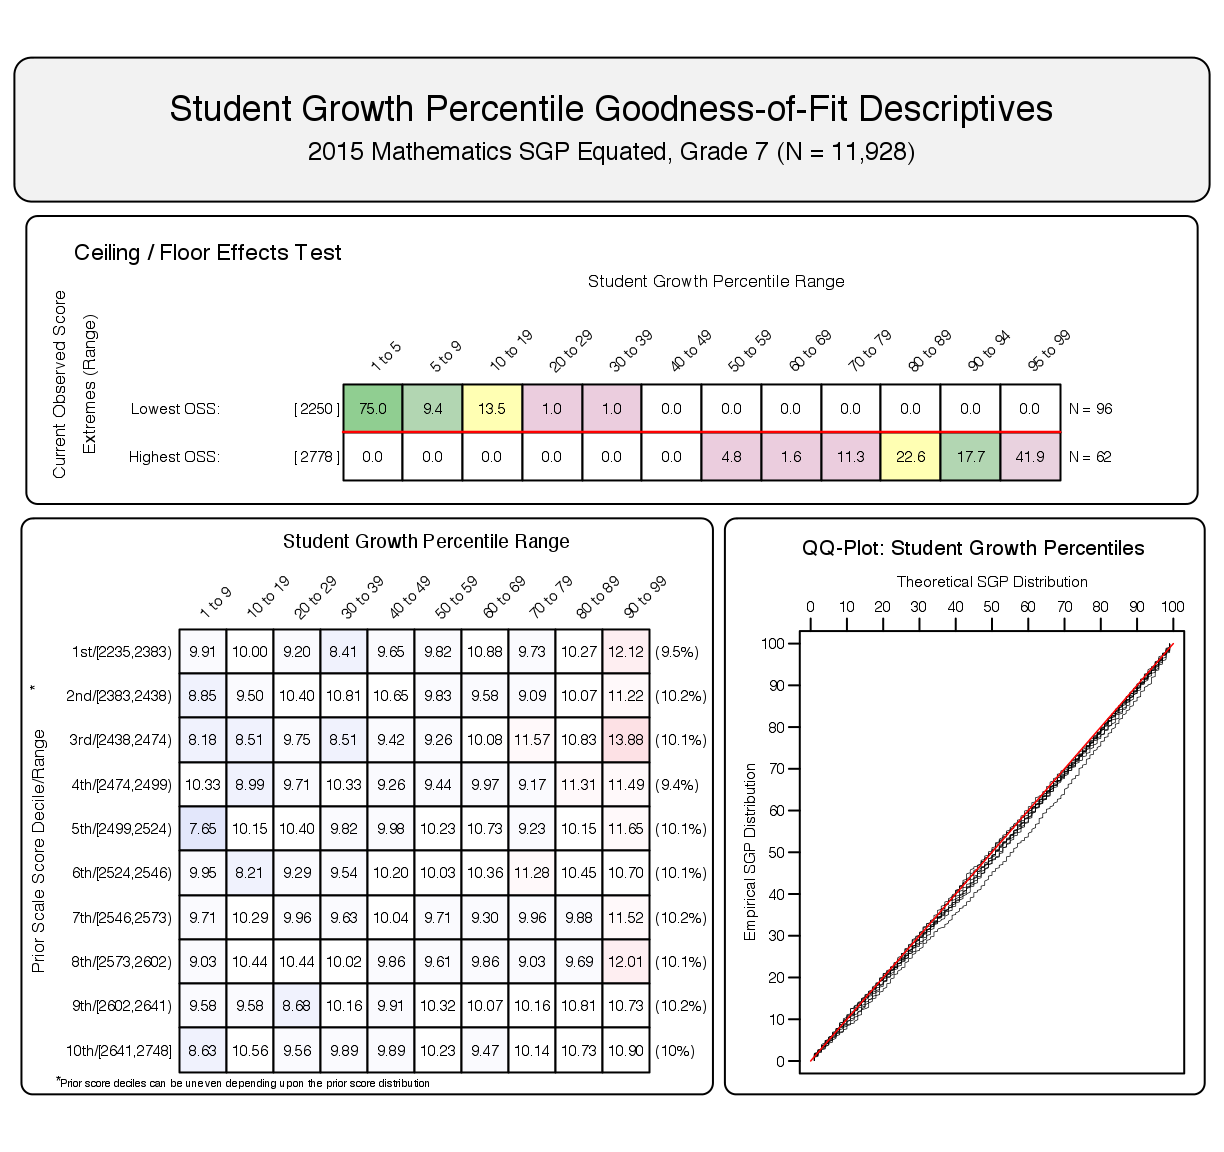 Student Growth Percentile Goodness-of-Fit Descriptives
2015 Mathematics SGP Equated, Grade 7 (N = 11,928)
Ceiling / Floor Effects Test
Student Growth Percentile Range
Current Observed Score
Extremes (Range)
1 to 5 5 to 9 10 to 19 20 to 29 30 to 39 40 to 49 50 to 59 60 to 69 70 to 79 80 to 89 90 to 94 95 to 99
Lowest OSS: [ 2250 ] 75.0 9.4 13.5 1.0 1.0 0.0 0.0 0.0 0.0 0.0 0.0 0.0 N = 96
Highest OSS: [ 2778 ] 0.0 0.0 0.0 0.0 0.0 0.0 4.8 1.6 11.3 22.6 17.7 41.9 N = 62
Student Growth Percentile Range
1 to 9 10 to 19 20 to 29 30 to 39 40 to 49 50 to 59 60 to 69 70 to 79 80 to 89 90 to 99
Prior Scale Score Decile/Range *
1st/[2235,2383) 9.91 10.00 9.20 8.41 9.65 9.82 10.88 9.73 10.27 12.12 (9.5%)
2nd/[2383,2438) 8.85 9.50 10.40 10.81 10.65 9.83 9.58 9.09 10.07 11.22 (10.2%)
3rd/[2438,2474) 8.18 8.51 9.75 8.51 9.42 9.26 10.08 11.57 10.83 13.88 (10.1%)
4th/[2474,2499) 10.33 8.99 9.71 10.33 9.26 9.44 9.97 9.17 11.31 11.49 (9.4%)
5th/[2499,2524) 7.65 10.15 10.40 9.82 9.98 10.23 10.73 9.23 10.15 11.65 (10.1%)
6th/[2524,2546) 9.95 8.21 9.29 9.54 10.20 10.03 10.36 11.28 10.45 10.70 (10.1%)
7th/[2546,2573) 9.71 10.29 9.96 9.63 10.04 9.71 9.30 9.96 9.88 11.52 (10.2%)
8th/[2573,2602) 9.03 10.44 10.44 10.02 9.86 9.61 9.86 9.03 9.69 12.01 (10.1%)
9th/[2602,2641) 9.58 9.58 8.68 10.16 9.91 10.32 10.07 10.16 10.81 10.73 (10.2%)
10th/[2641,2748] 8.63 10.56 9.56 9.89 9.89 10.23 9.47 10.14 10.73 10.90 (10%)
*Prior score deciles can be uneven depending upon the prior score distribution
QQ-Plot: Student Growth Percentiles
Theoretical SGP Distribution
0 10 20 30 40 50 60 70 80 90 100
Empirical SGP Distribution
100
90
80
70
60
50
40
30
20
10
0